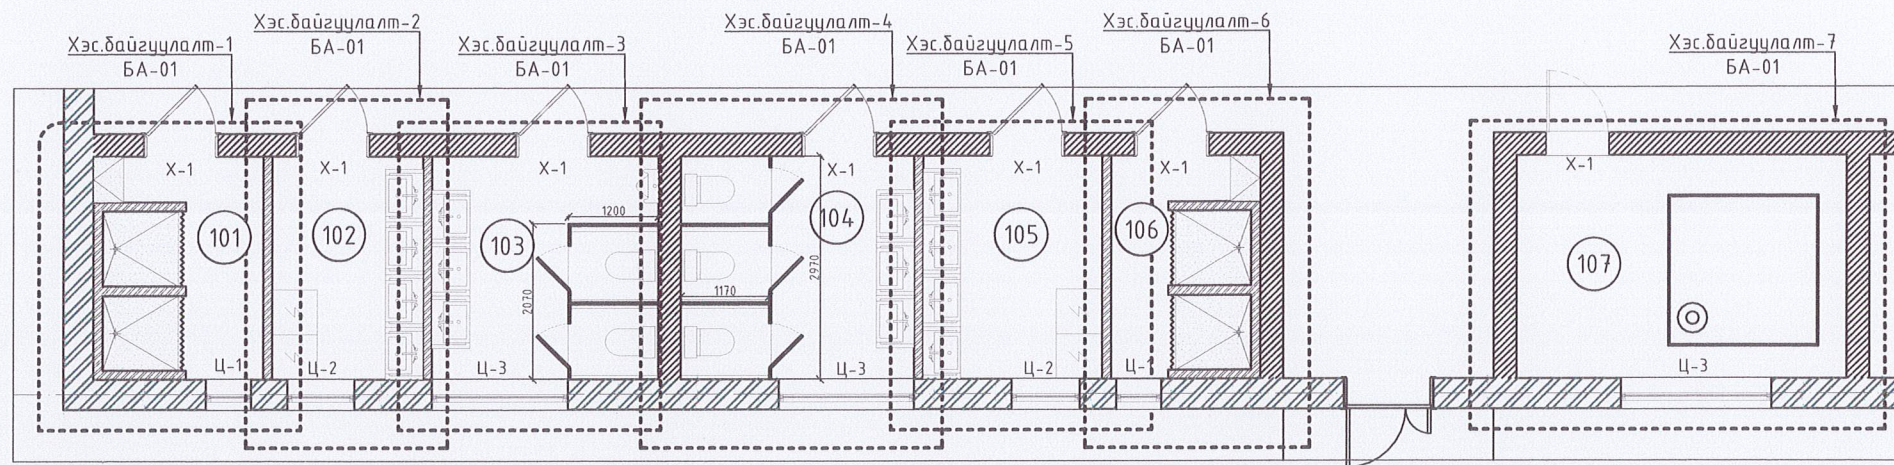 Хэс.байгуулалт-1
БА-01
Хэс.байгуулалт-2
БА-01
Хэс.байгуулалт-3
БА-01
Хэс.байгуулалт-4
БА-01
Хэс.байгуулалт-5
БА-01
Хэс.байгуулалт-6
БА-01
Хэс.байгуулалт-7
БА-01
Х-1
Х-1
Х-1
Х-1
Х-1
Х-1
Х-1
101
102
103
104
105
106
107
1200
2070
1170
2970
Ц-1
Ц-2
Ц-3
Ц-3
Ц-2
Ц-1
Ц-3